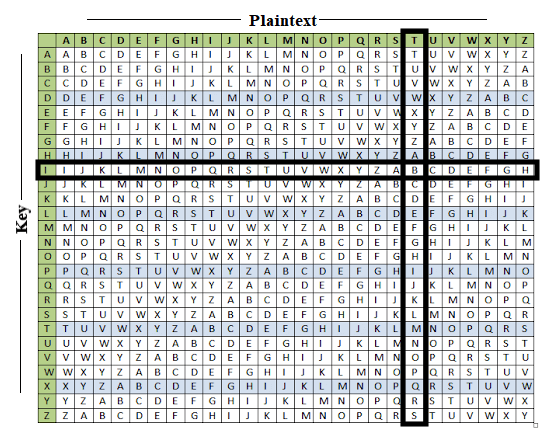 Plaintext
A B C D E F G H I J K L M N O P Q R S T U V W X Y Z
A A B C D E F G H I J K L M N O P Q R S T U V W X Y Z
B B C D E F G H I J K L M N O P Q R S T U V W X Y Z A
C C D E F G H I J K L M N O P Q R S T U V W X Y Z A B
D D E F G H I J K L M N O P Q R S T U V W X Y Z A B C
E E F G H I J K L M N O P Q R S T U V W X Y Z A B C D
F F G H I J K L M N O P Q R S T U V W X Y Z A B C D E
G G H I J K L M N O P Q R S T U V W X Y Z A B C D E F
H H I J K L M N O P Q R S T U V W X Y Z A B C D E F G
I I J K L M N O P Q R S T U V W X Y Z A B C D E F G H
J J K L M N O P Q R S T U V W X Y Z A B C D E F G H I
K K L M N O P Q R S T U V W X Y Z A B C D E F G H I J
L L M N O P Q R S T U V W X Y Z A B C D E F G H I J K
M M N O P Q R S T U V W X Y Z A B C D E F G H I J K L
N N O P Q R S T U V W X Y Z A B C D E F G H I J K L M
O O P Q R S T U V W X Y Z A B C D E F G H I J K L M N
P P Q R S T U V W X Y Z A B C D E F G H I J K L M N O
Q Q R S T U V W X Y Z A B C D E F G H I J K L M N O P
R R S T U V W X Y Z A B C D E F G H I J K L M N O P Q
S S T U V W X Y Z A B C D E F G H I J K L M N O P Q R
T T U V W X Y Z A B C D E F G H I J K L M N O P Q R S
U U V W X Y Z A B C D E F G H I J K L M N O P Q R S T
V V W X Y Z A B C D E F G H I J K L M N O P Q R S T U
W W X Y Z A B C D E F G H I J K L M N O P Q R S T U V
X X Y Z A B C D E F G H I J K L M N O P Q R S T U V W
Y Y Z A B C D E F G H I J K L M N O P Q R S T U V W X
Z Z A B C D E F G H I J K L M N O P Q R S T U V W X Y
Key